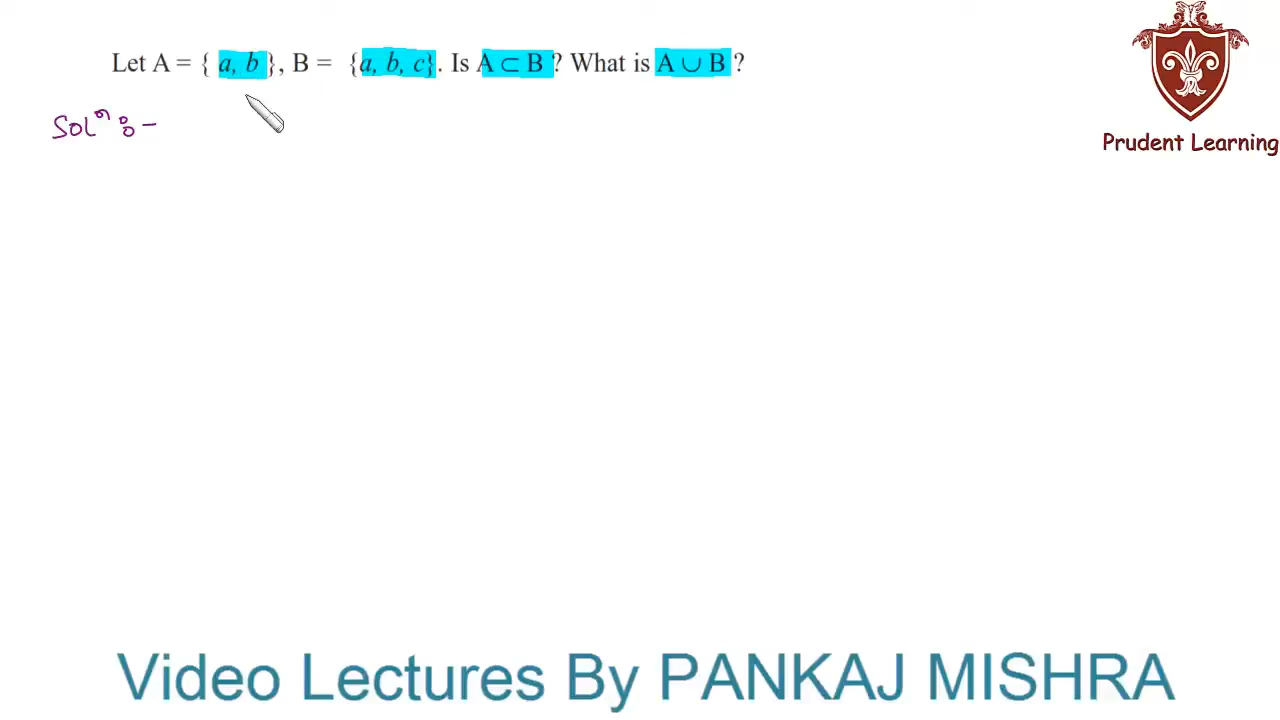 Let A = { a, b }, B = {a, b, c}. Is A ⊂ B ? What is A ∪ B ?
Solⁿ :-
Prudent Learning
Video Lectures By PANKAJ MISHRA